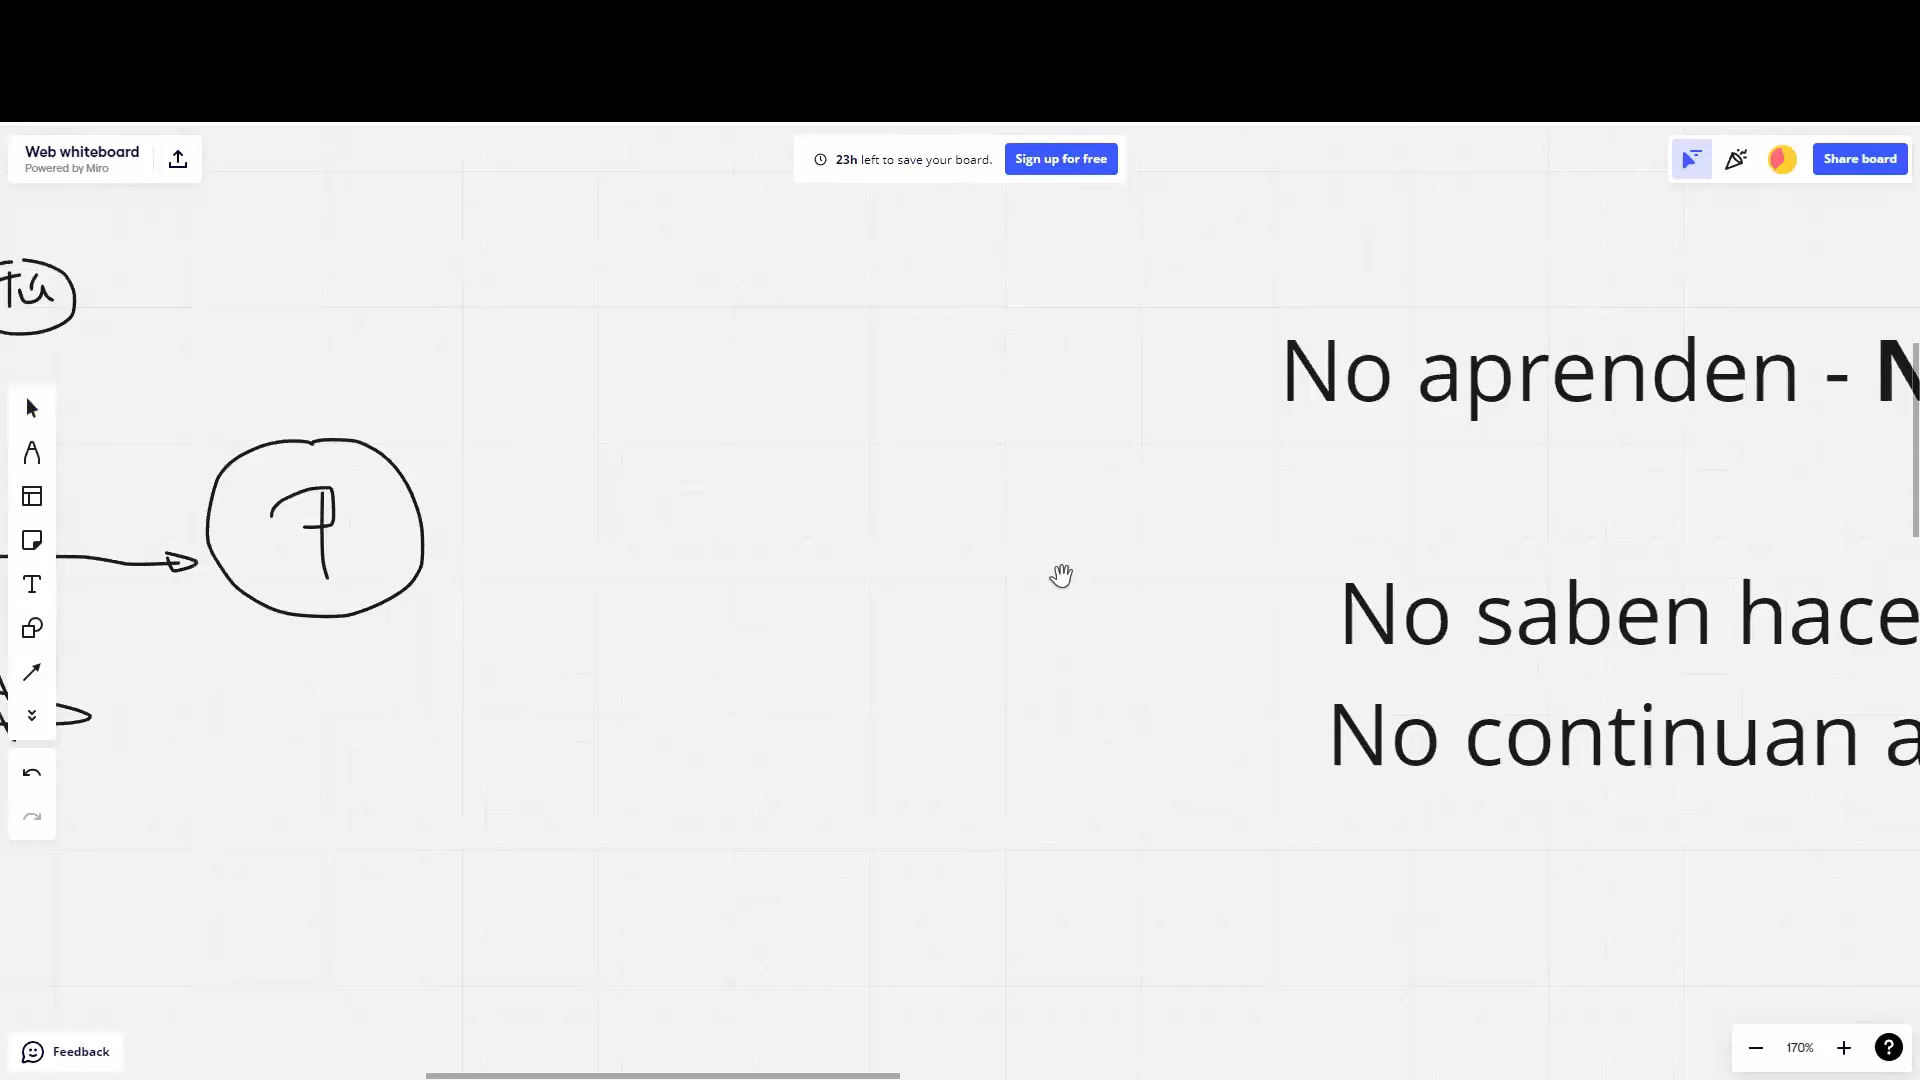 Web whiteboard
Powered by Miro
23h left to save your board.
Sign up for free
Share board
Tú
No aprenden - N
P
No saben hace
No continuan a
Feedback
170%